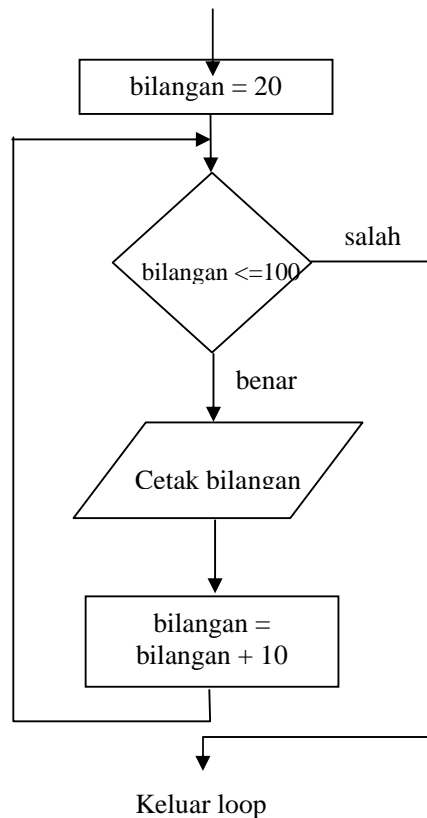 bilangan = 20
salah
bilangan <=100
benar
Cetak bilangan
bilangan =
bilangan + 10
Keluar loop